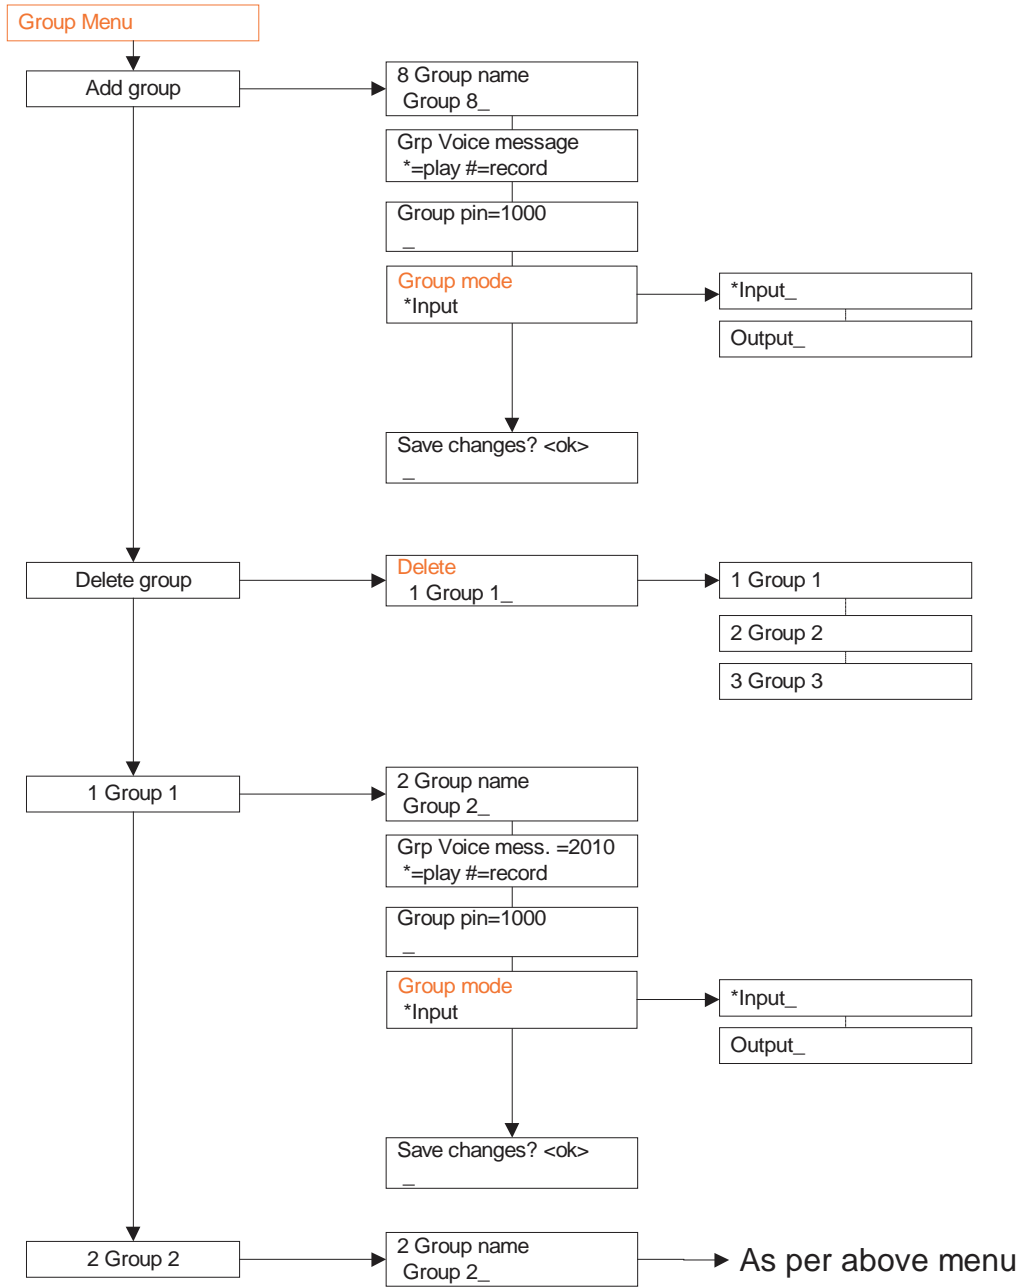 Group Menu
Add group
8 Group name
Group 8_
Grp Voice message
*=play #=record
Group pin=1000
_
Group mode
*Input
*Input_
Output_
Save changes? <ok>
_
Delete group
Delete
1 Group 1_
1 Group 1
2 Group 2
3 Group 3
1 Group 1
2 Group name
Group 2_
Grp Voice mess. =2010
*=play #=record
Group pin=1000
_
Group mode
*Input
*Input_
Output_
Save changes? <ok>
_
2 Group 2
2 Group name
Group 2_
As per above menu